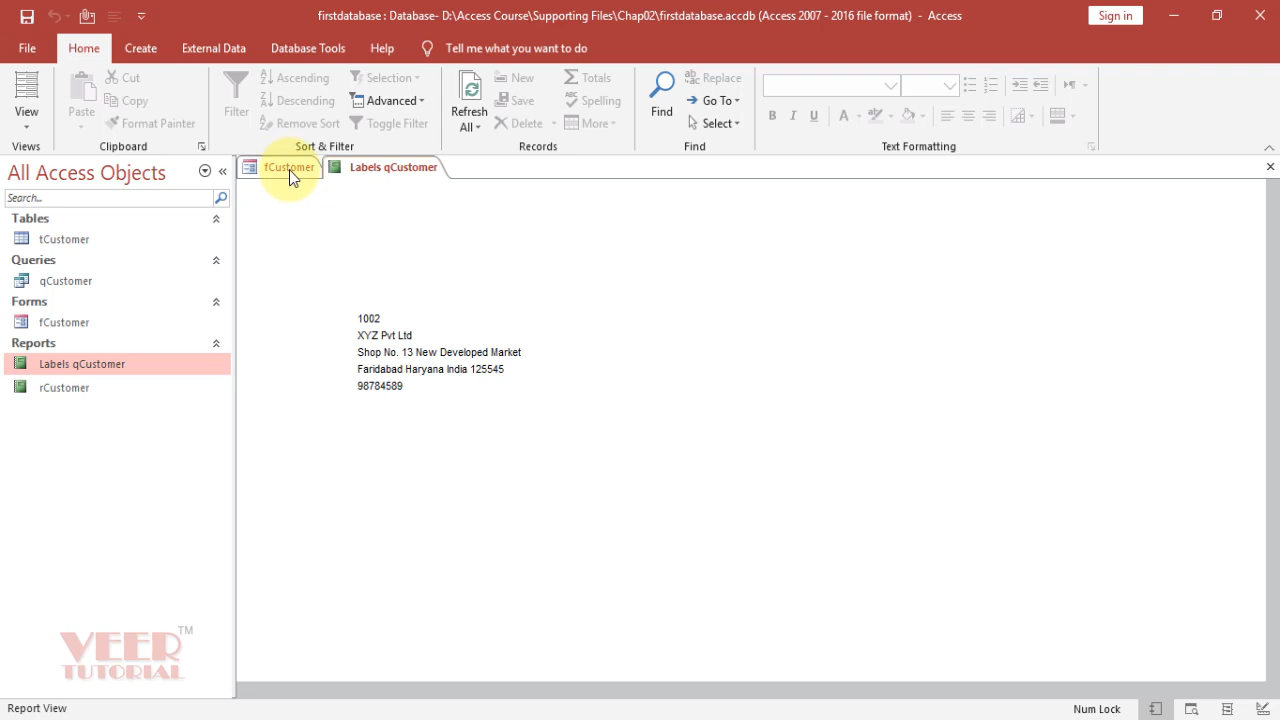 firstdatabase : Database- D:\Access Course\Supporting Files\Chap02\firstdatabase.accdb (Access 2007 - 2016 file format) - Access
Sign in
File Home Create External Data Database Tools Help Tell me what you want to do
View
Views
Paste
Cut
Copy
Format Painter
Clipboard
Filter
Ascending
Descending
Remove Sort
Selection
Advanced
Toggle Filter
Sort & Filter
Refresh
All
New
Save
Delete
Totals
Spelling
More
Records
Find
Replace
Go To
Select
Find
Text Formatting
All Access Objects
Search...
Tables
tCustomer
Queries
qCustomer
Forms
fCustomer
Reports
Labels qCustomer
rCustomer
fCustomer
Labels qCustomer
1002
XYZ Pvt Ltd
Shop No. 13 New Developed Market
Faridabad Haryana India 125545
98784589
VEER TM
TUTORIAL
Report View
Num Lock